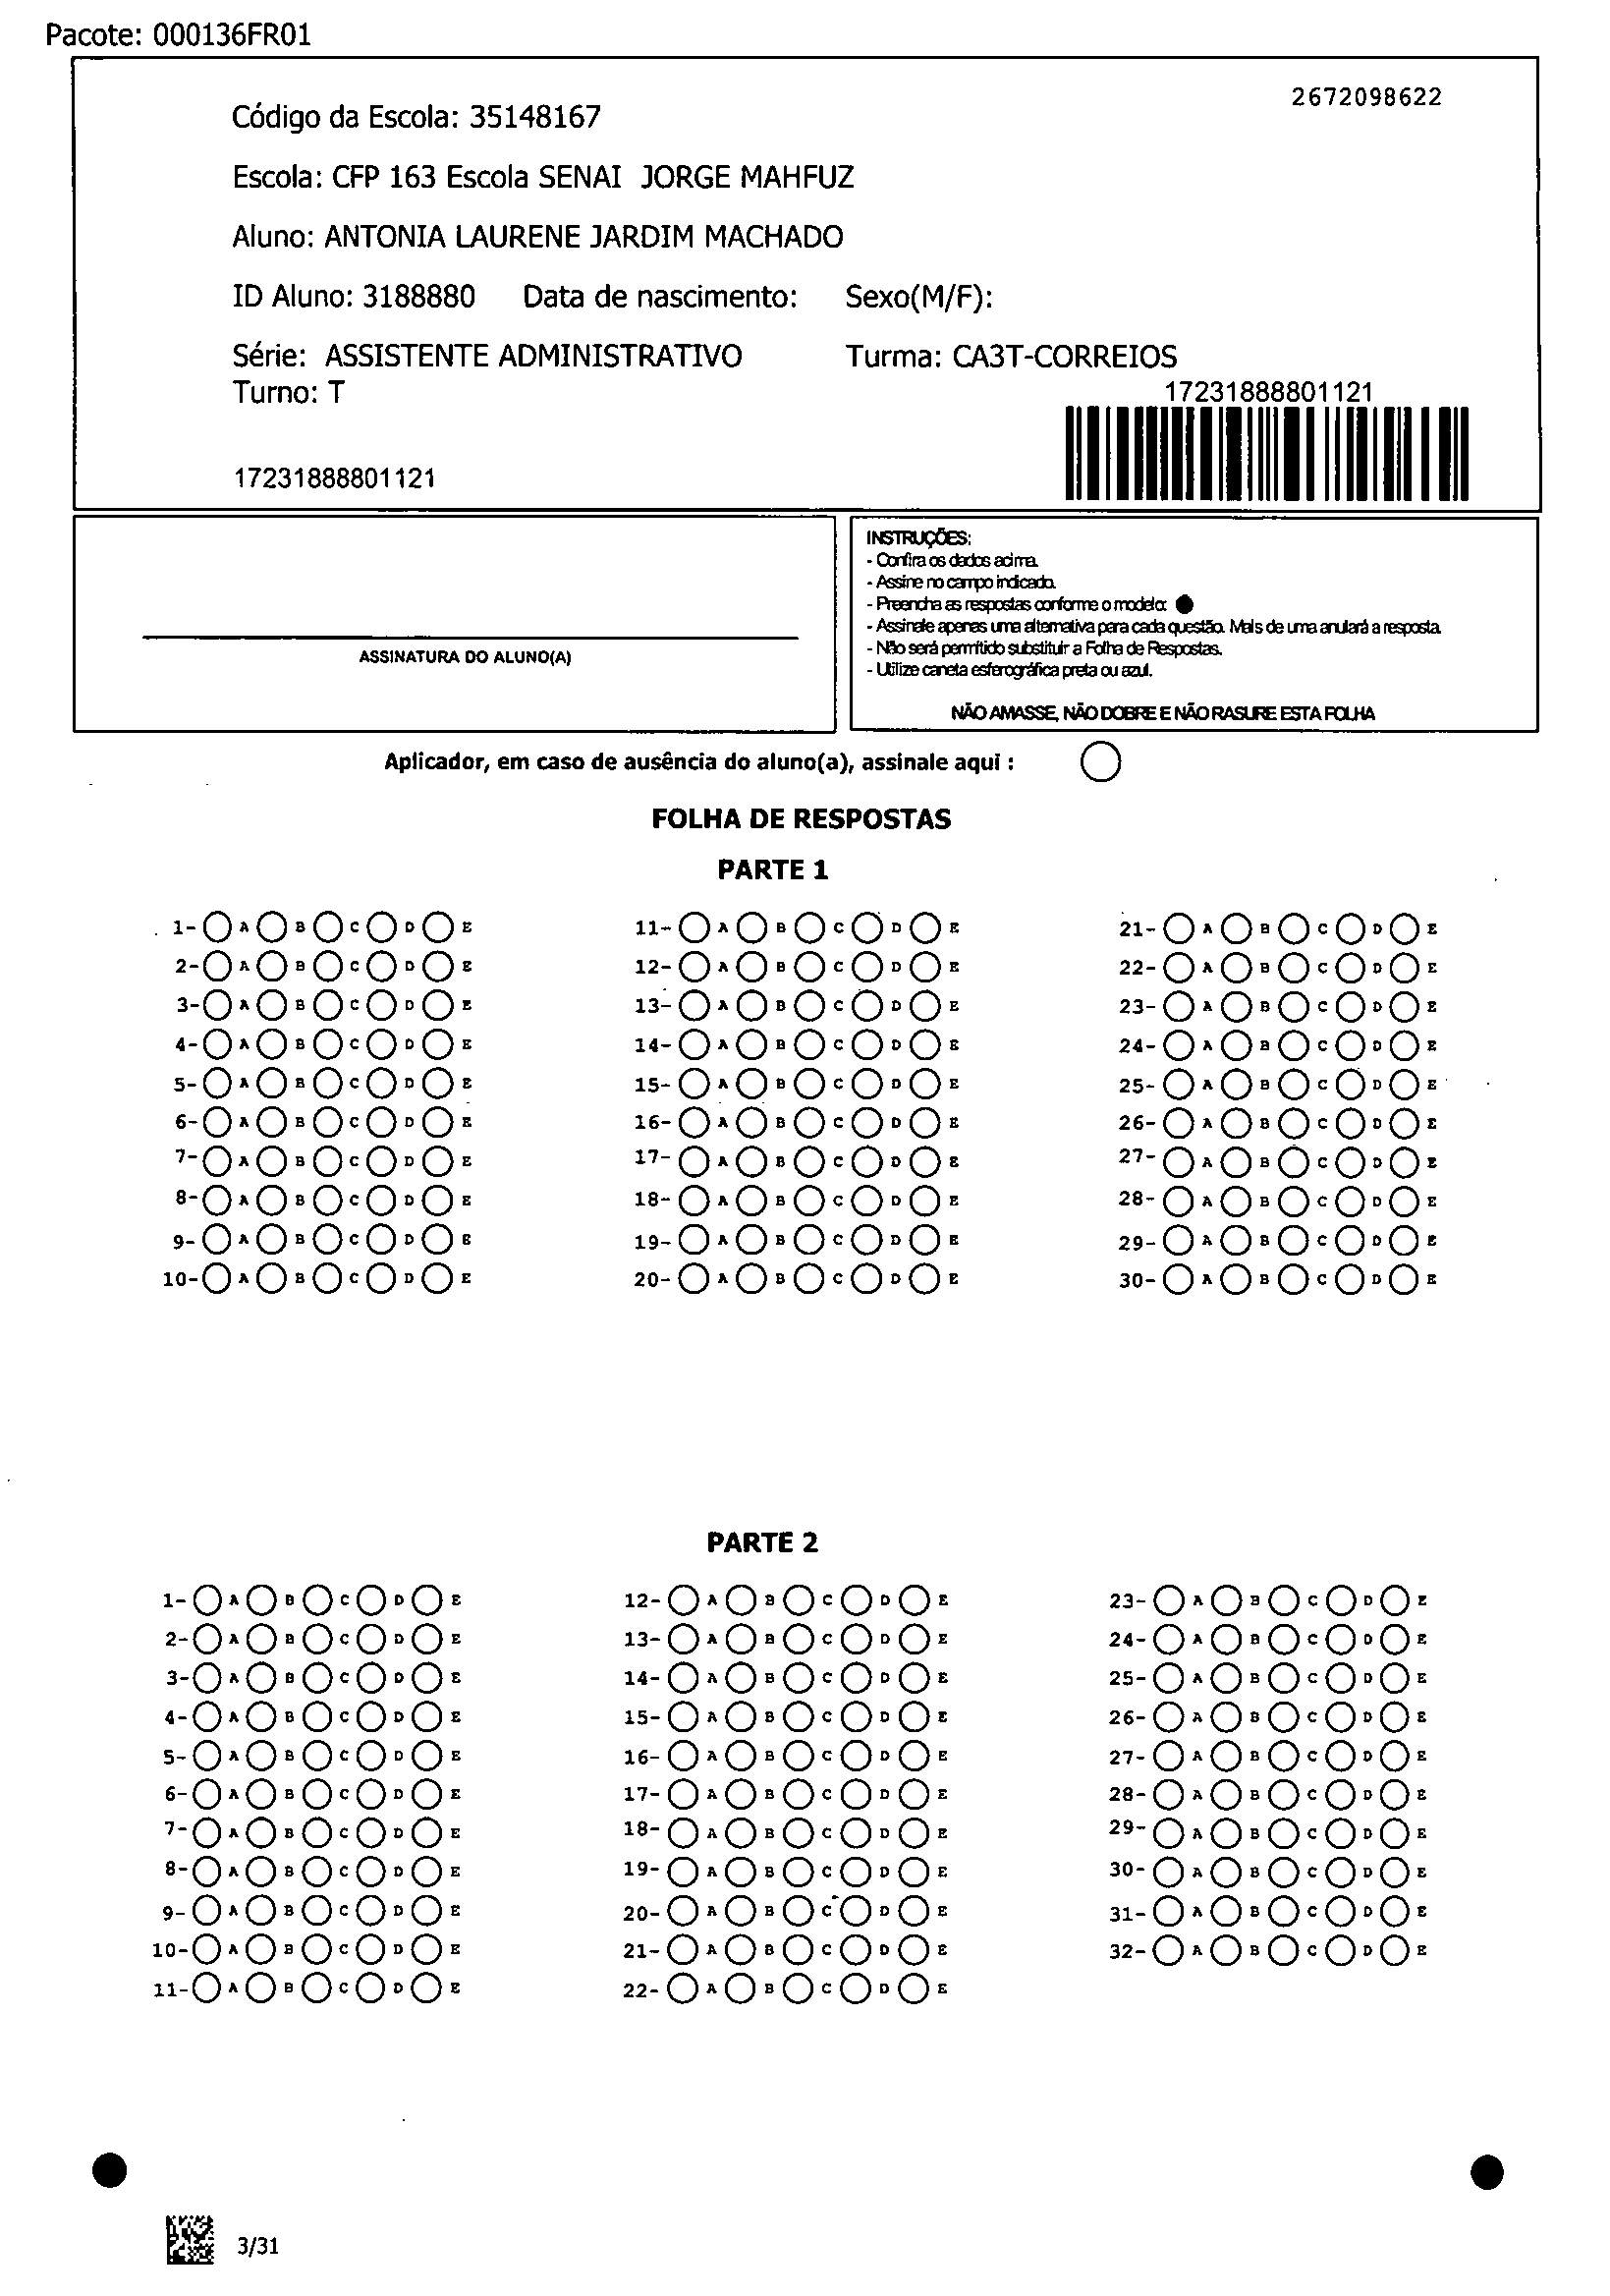 Pacote: 000136FR01
2672098622
Código da Escola: 35148167
Escola: CFP 163 Escola SENAI JORGE MAHFUZ
Aluno: ANTONIA LAURENE JARDIM MACHADO
ID Aluno: 3188880 Data de nascimento: Sexo(M/F):
Série: ASSISTENTE ADMINISTRATIVO Turma: CA3T-CORREIOS
Turno: T
17231888801121
17231888801121
ASSINATURA DO ALUNO(A)
INSTRUÇÕES:
- Confira os dados acima.
- Assine no campo indicado.
- Preencha as respostas conforme o modelo:
- Assinale apenas uma alternativa para cada questão. Mais de uma anulará a resposta.
- Não será permitido substituir a Folha de Respostas.
- Utilize caneta esferográfica preta ou azul.
NÃO AMASSE, NÃO DOBRE E NÃO RASURE ESTA FOLHA
Aplicador, em caso de ausência do aluno(a), assinale aqui :
FOLHA DE RESPOSTAS
PARTE 1
1- A B C D E 11- A B C D E 21- A B C D E
2- A B C D E 12- A B C D E 22- A B C D E
3- A B C D E 13- A B C D E 23- A B C D E
4- A B C D E 14- A B C D E 24- A B C D E
5- A B C D E 15- A B C D E 25- A B C D E
6- A B C D E 16- A B C D E 26- A B C D E
7- A B C D E 17- A B C D E 27- A B C D E
8- A B C D E 18- A B C D E 28- A B C D E
9- A B C D E 19- A B C D E 29- A B C D E
10- A B C D E 20- A B C D E 30- A B C D E
PARTE 2
1- A B C D E 12- A B C D E 23- A B C D E
2- A B C D E 13- A B C D E 24- A B C D E
3- A B C D E 14- A B C D E 25- A B C D E
4- A B C D E 15- A B C D E 26- A B C D E
5- A B C D E 16- A B C D E 27- A B C D E
6- A B C D E 17- A B C D E 28- A B C D E
7- A B C D E 18- A B C D E 29- A B C D E
8- A B C D E 19- A B C D E 30- A B C D E
9- A B C D E 20- A B C D E 31- A B C D E
10- A B C D E 21- A B C D E 32- A B C D E
11- A B C D E 22- A B C D E
3/31